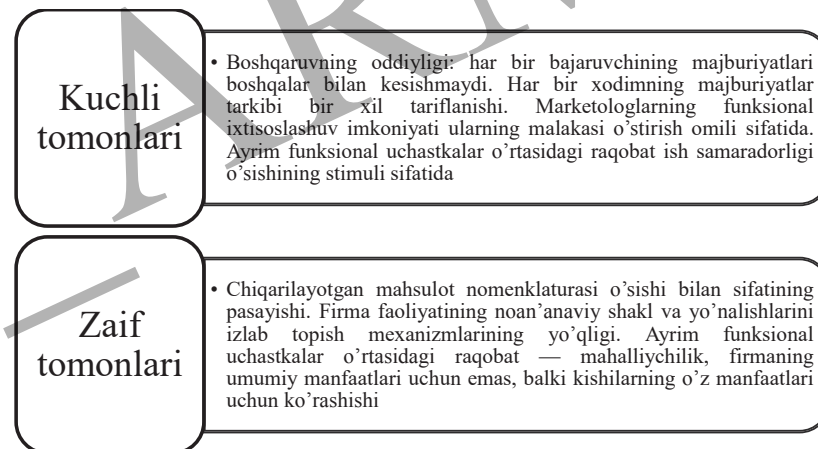 Kuchli
tomonlari
• Boshqaruvning oddiyligi: har bir bajaruvchining majburiyatlari
boshqalar bilan kesishmaydi. Har bir xodimning majburiyatlar
tarkibi bir xil tariflanishi. Marketologlarning funksional
ixtisoslashuv imkoniyati ularning malakasi o’stirish omili sifatida.
Ayrim funksional uchastkalar o’rtasidagi raqobat ish samaradorligi
o’sishining stimuli sifatida
Zaif
tomonlari
• Chiqarilayotgan mahsulot nomenklaturasi o’sishi bilan sifatining
pasayishi. Firma faoliyatining noan’anaviy shakl va yo’nalishlarini
izlab topish mexanizmlarining yo’qligi. Ayrim funksional
uchastkalar o’rtasidagi raqobat — mahalliychilik, firmaning
umumiy manfaatlari uchun emas, balki kishilarning o’z manfaatlari
uchun ko’rashishi